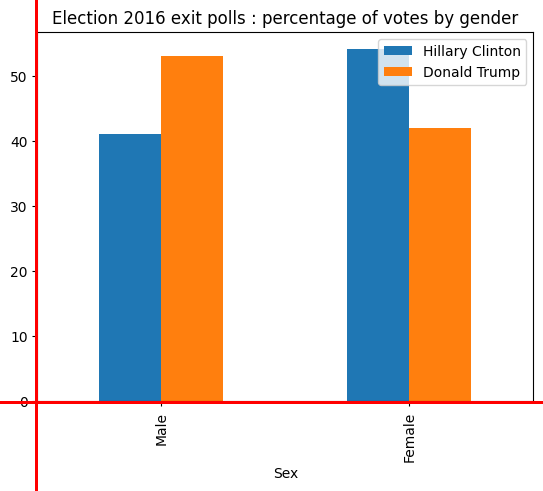 Election 2016 exit polls : percentage of votes by gender
Hillary Clinton
Donald Trump
50
40
30
20
10
0
Male
Female
Sex